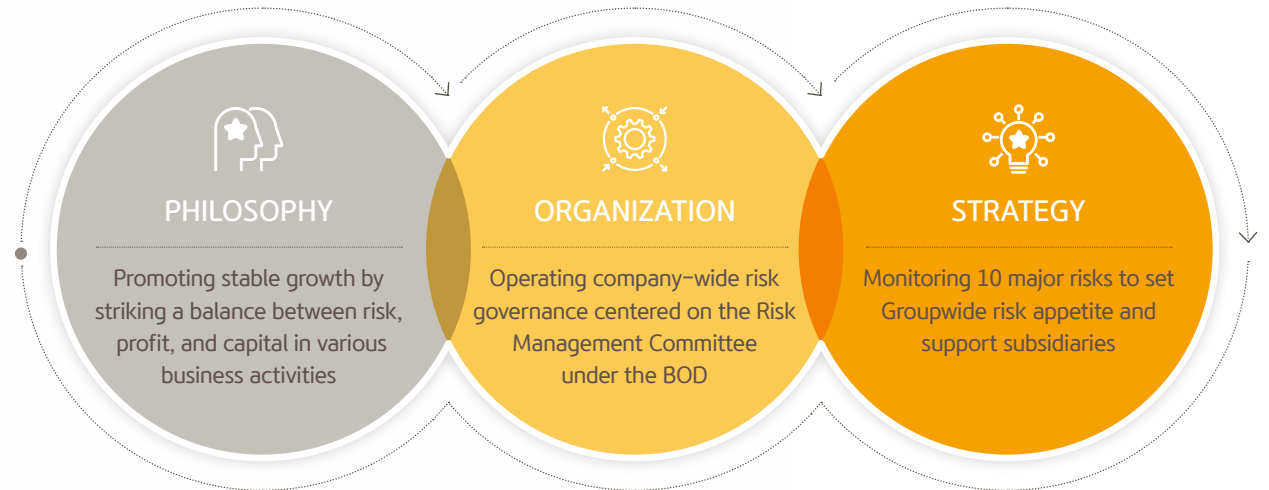 PHILOSOPHY
Promoting stable growth by
striking a balance between risk,
profit, and capital in various
business activities
ORGANIZATION
Operating company-wide risk
governance centered on the Risk
Management Committee
under the BOD
STRATEGY
Monitoring 10 major risks to set
Groupwide risk appetite and
support subsidiaries